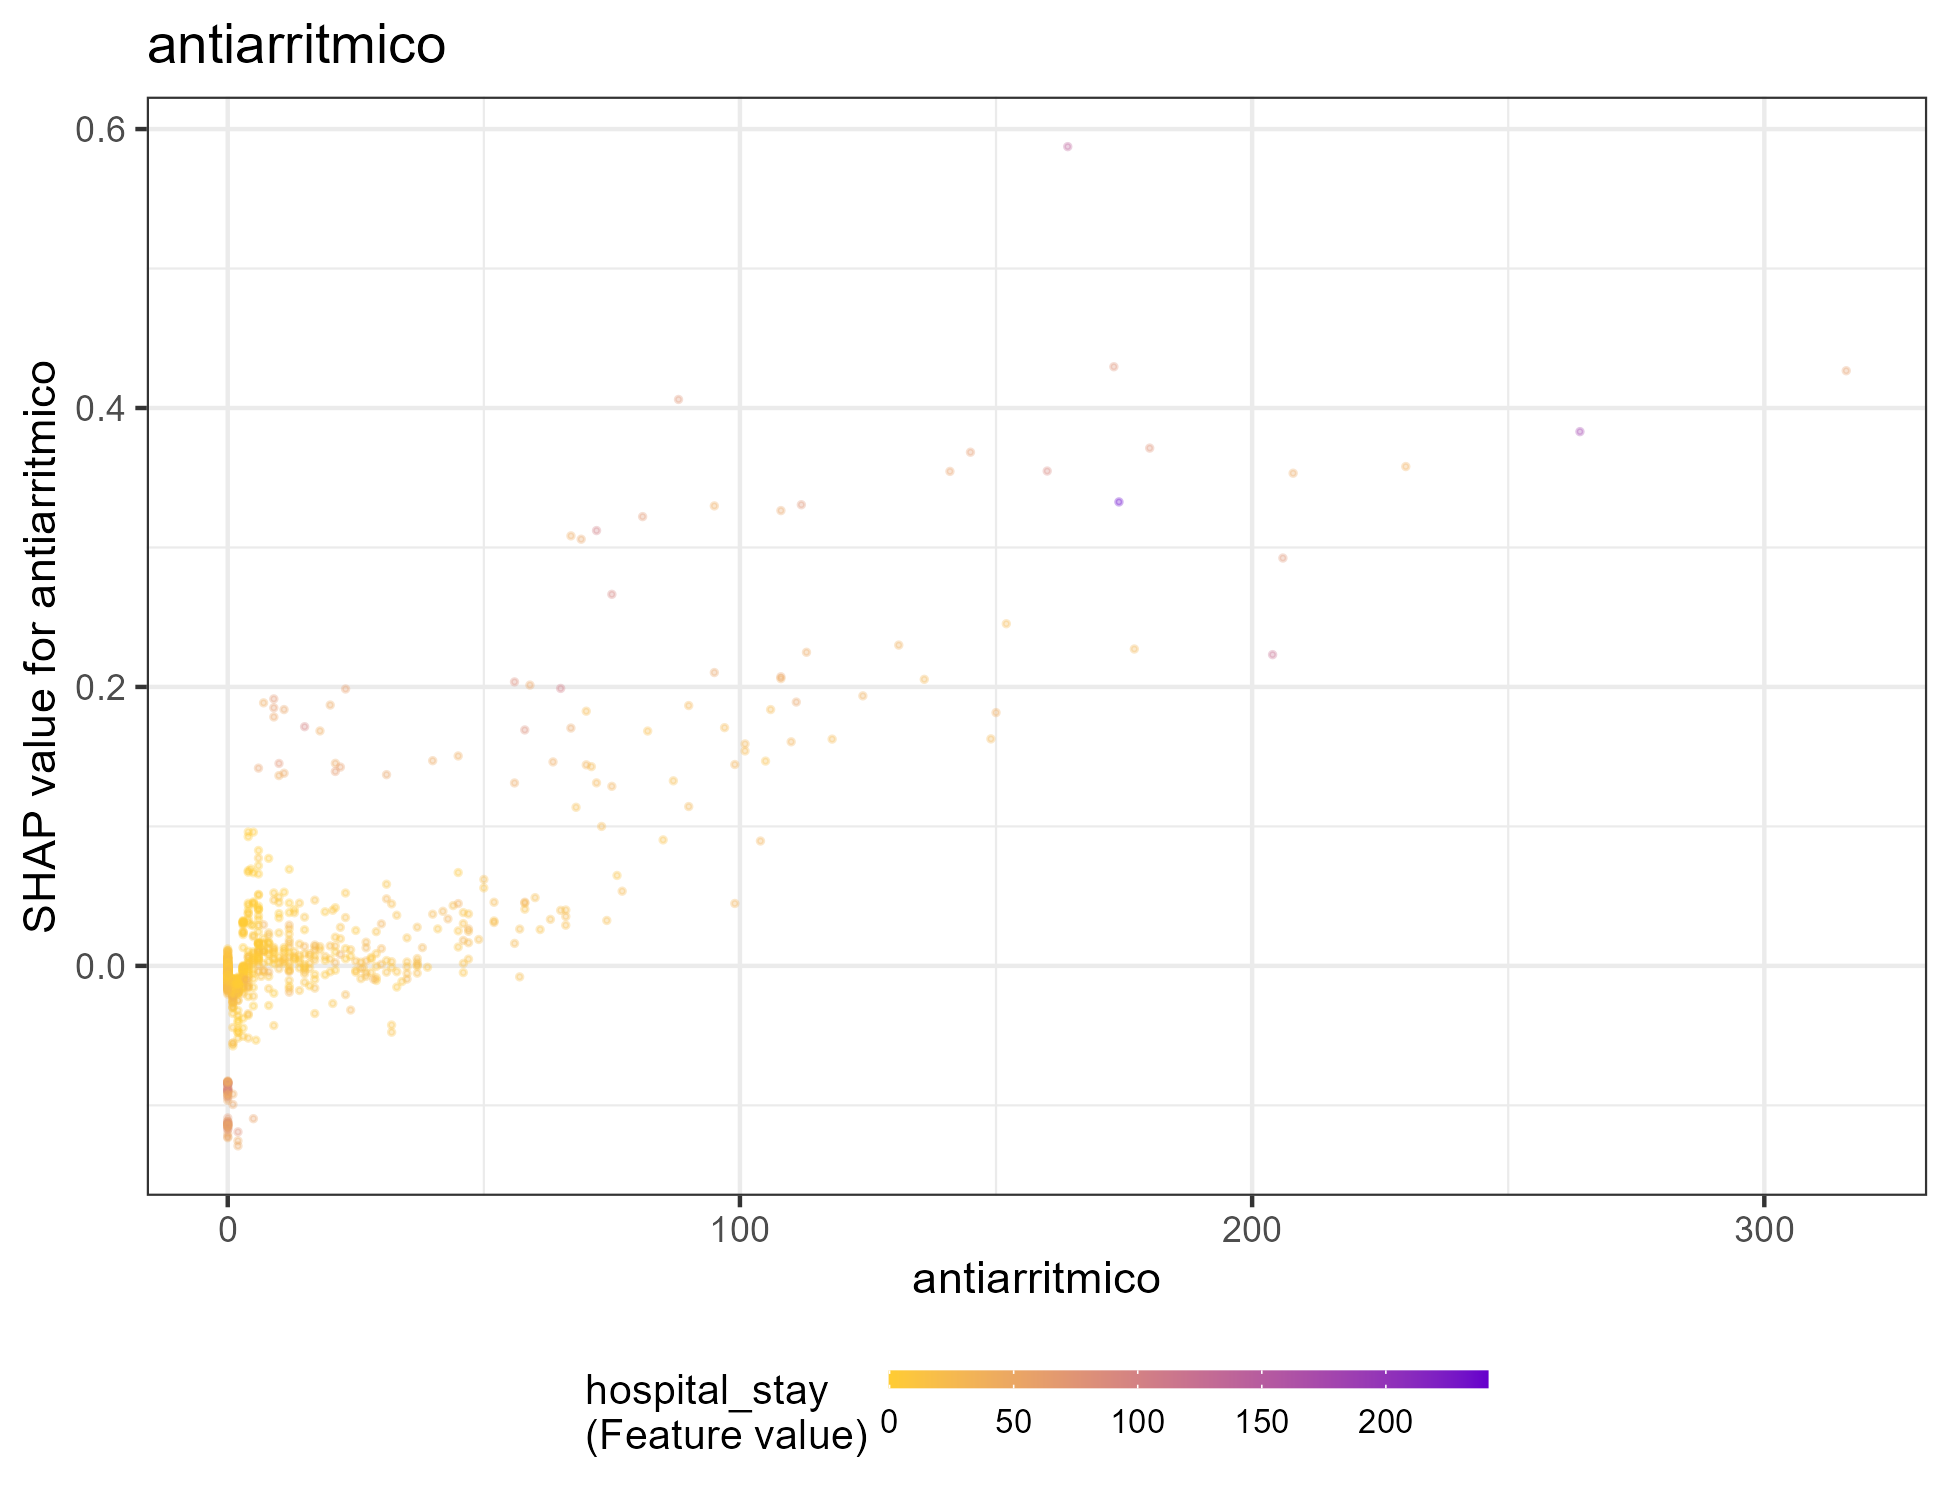 antiarritmico
SHAP value for antiarritmico
0.6
0.4
0.2
0.0
0 100 200 300
antiarritmico
hospital_stay
(Feature value)
0 50 100 150 200